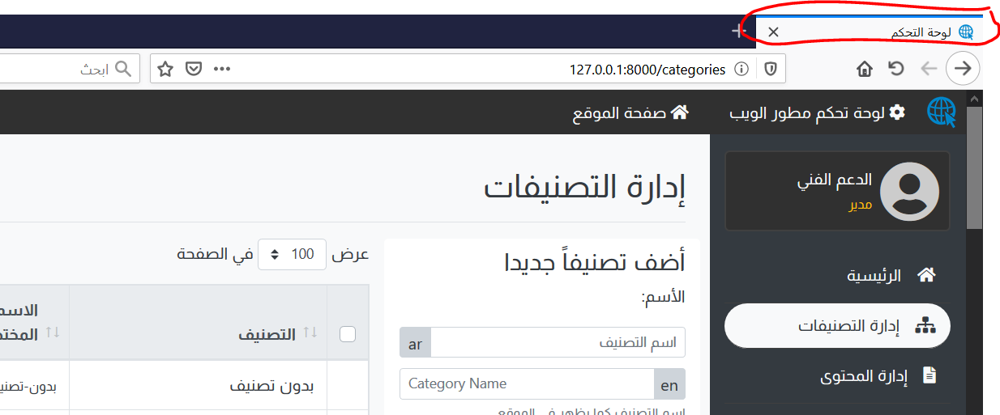 لوحة التحكم
127.0.0.1:8000/categories
ابحث
لوحة تحكم مطور الويب
صفحة الموقع
الدعم الفني
مدير
الرئيسية
إدارة التصنيفات
إدارة المحتوى
إدارة التصنيفات
أضف تصنيفاً جديدا
الأسم:
ar اسم التصنيف
Category Name en
اسم التصنيف كما يظهر في الموقع
عرض 100 في الصفحة
التصنيف
بدون تصنيف